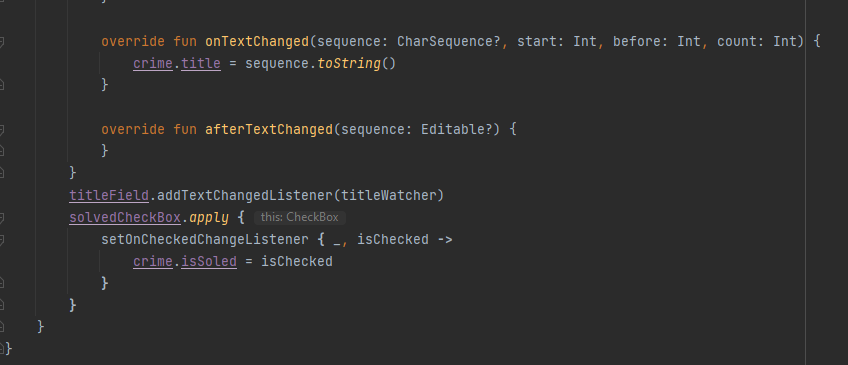 }
override fun onTextChanged(sequence: CharSequence?, start: Int, before: Int, count: Int) {
crime.title = sequence.toString()
}
override fun afterTextChanged(sequence: Editable?) {
}
}
titleField.addTextChangedListener(titleWatcher)
solvedCheckBox.apply { this: CheckBox
setOnCheckedChangeListener { _, isChecked ->
crime.isSoled = isChecked
}
}
}
}